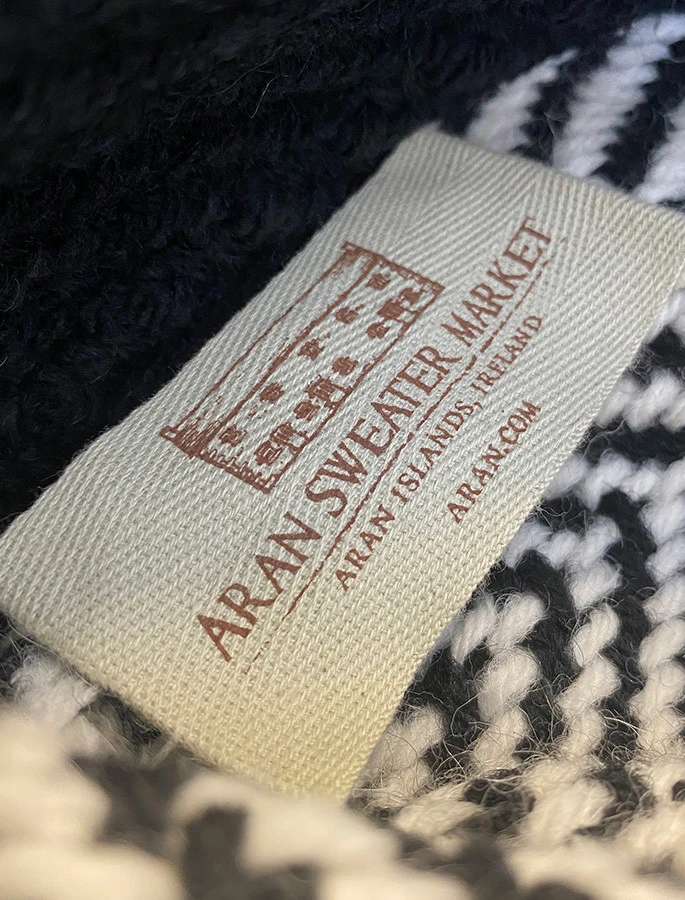 ARAN SWEATER MARKET
ARAN ISLANDS, IRELAND
ARAN.COM